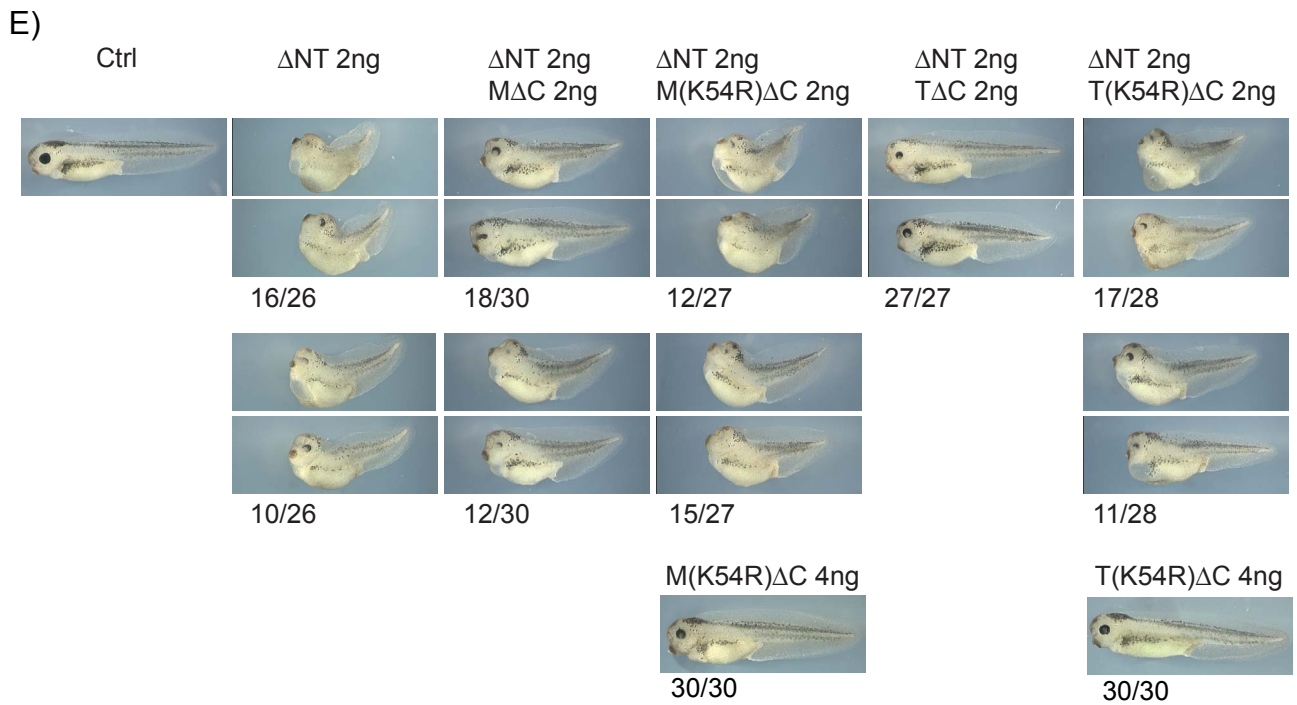 E)
Ctrl
ΔNT 2ng
ΔNT 2ng
MΔC 2ng
ΔNT 2ng
M(K54R)ΔC 2ng
ΔNT 2ng
TΔC 2ng
ΔNT 2ng
T(K54R)ΔC 2ng
16/26
18/30
12/27
27/27
17/28
10/26
12/30
15/27
11/28
M(K54R)ΔC 4ng
T(K54R)ΔC 4ng
30/30
30/30